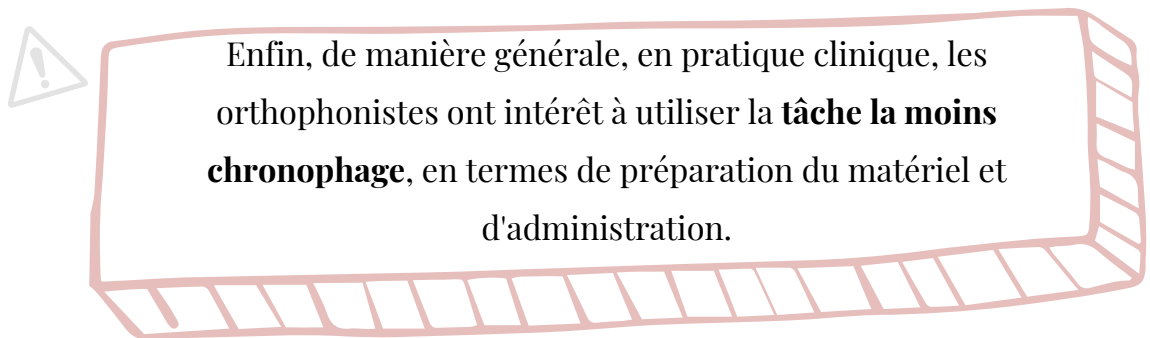 Enfin, de manière générale, en pratique clinique, les
orthophonistes ont intérêt à utiliser la tâche la moins
chronophage, en termes de préparation du matériel et
d'administration.